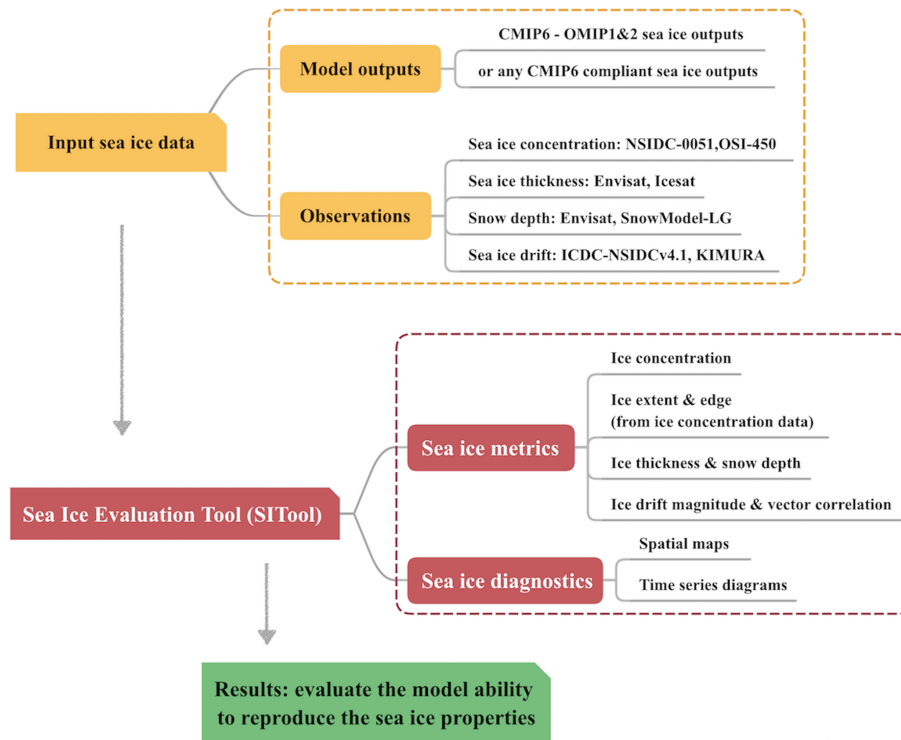 CMIP6 - OMIP1&2 sea ice outputs
Model outputs
or any CMIP6 compliant sea ice outputs
Input sea ice data
Sea ice concentration: NSIDC-0051,OSI-450
Sea ice thickness: Envisat, Icesat
Observations
Snow depth: Envisat, SnowModel-LG
Sea ice drift: ICDC-NSIDCv4.1, KIMURA
Ice concentration
Ice extent & edge
(from ice concentration data)
Sea ice metrics
Ice thickness & snow depth
Ice drift magnitude & vector correlation
Sea Ice Evaluation Tool (SITool)
Spatial maps
Sea ice diagnostics
Time series diagrams
Results: evaluate the model ability
to reproduce the sea ice properties